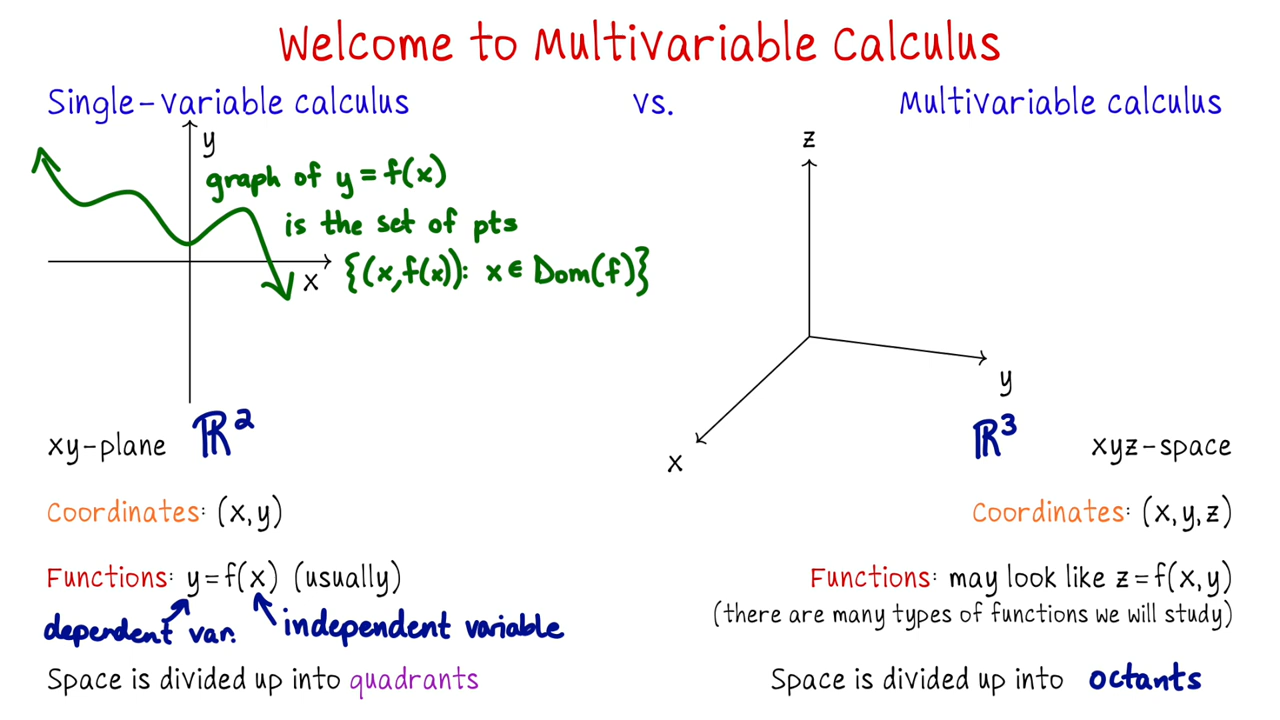 Welcome to Multivariable Calculus
Single-variable calculus
vs.
Multivariable calculus
y
graph of y = f(x)
is the set of pts
{(x,f(x)): x ∈ Dom(f)}
x
z
y
x
xy-plane ℝ²
ℝ³ xyz-space
Coordinates: (x,y)
Coordinates: (x,y,z)
Functions: y=f(x) (usually)
dependent var. independent variable
Functions: may look like z=f(x,y)
(there are many types of functions we will study)
Space is divided up into quadrants
Space is divided up into octants